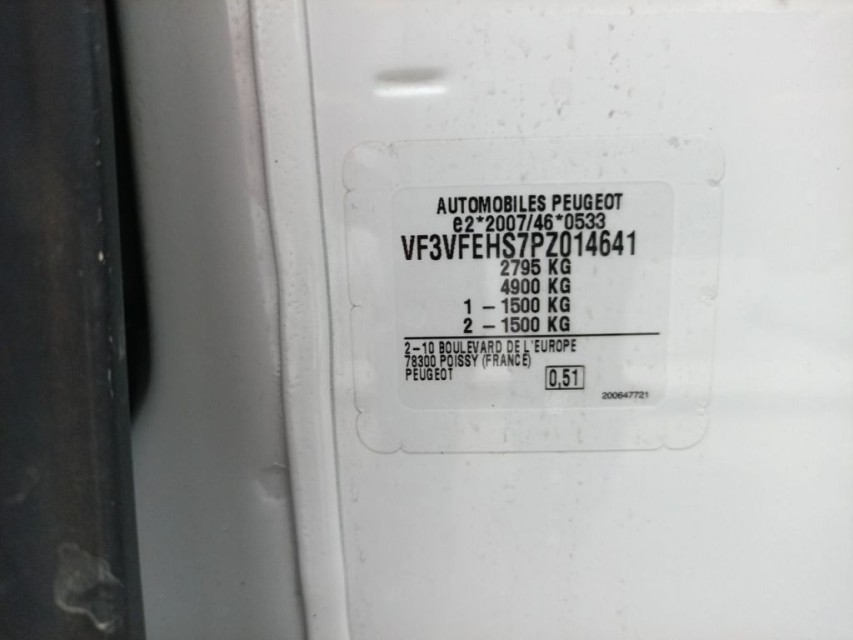 AUTOMOBILES PEUGEOT
e2*2007/46*0533
VF3VFEHS7PZ014641
2795 KG
4900 KG
1 – 1500 KG
2 – 1500 KG
2–10 BOULEVARD DE L'EUROPE
78300 POISSY (FRANCE)
PEUGEOT
0,51
200647721